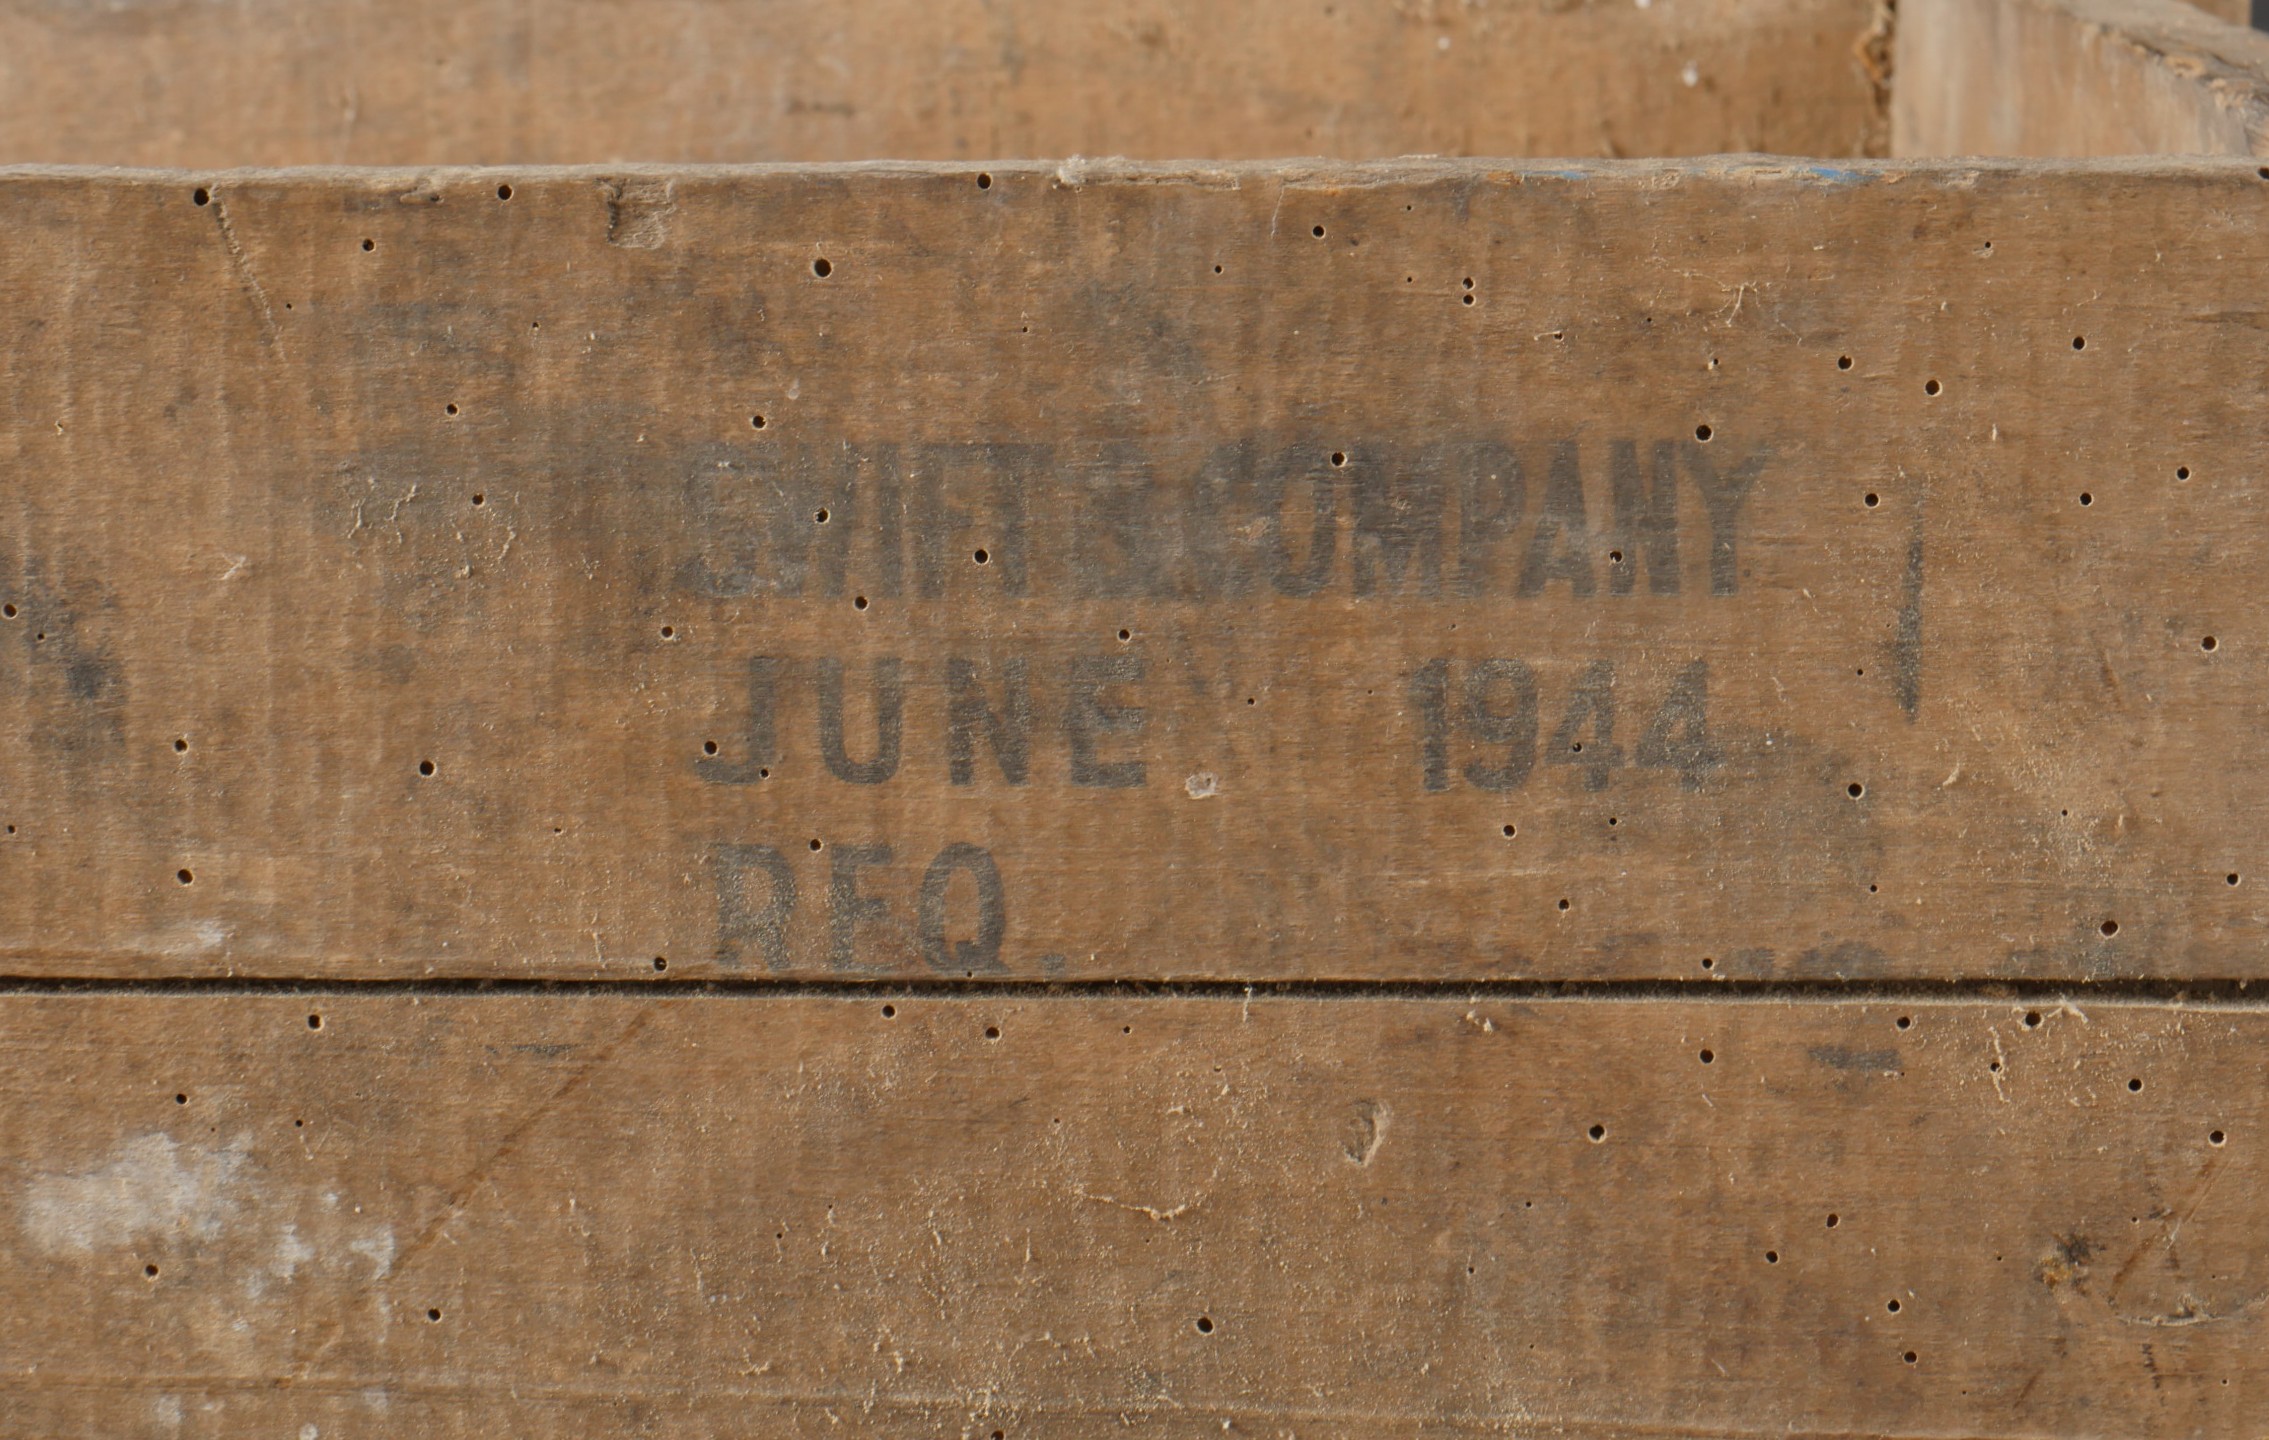 SWIFT & COMPANY
JUNE 1944
REQ.